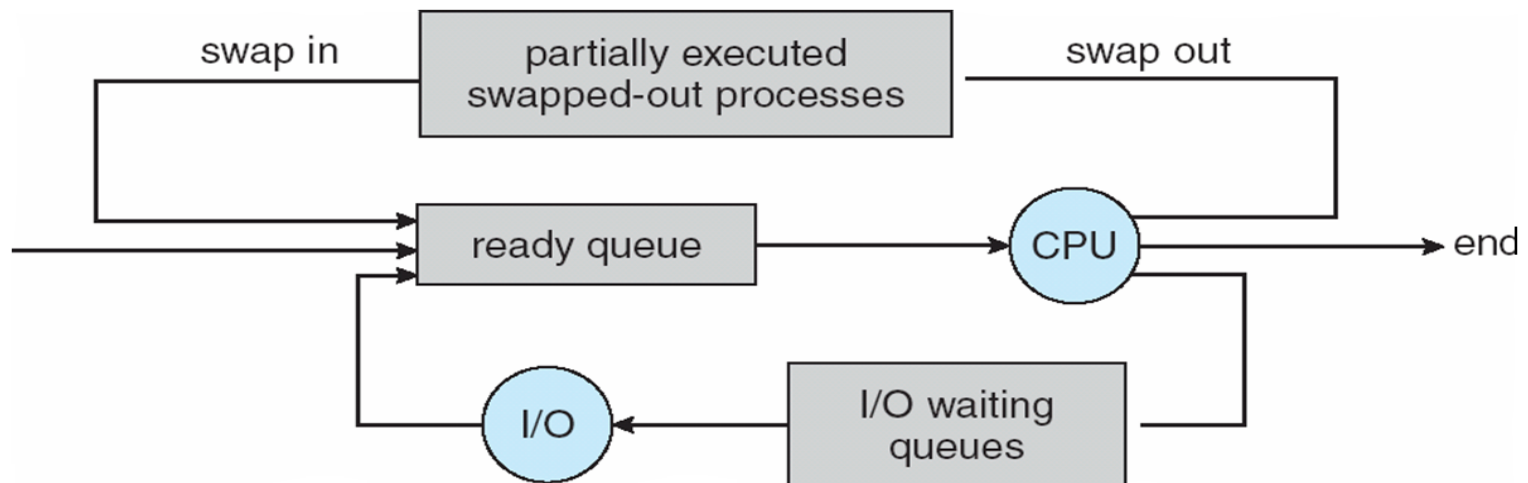 swap in
partially executed
swapped-out processes
swap out
ready queue
CPU
end
I/O
I/O waiting
queues